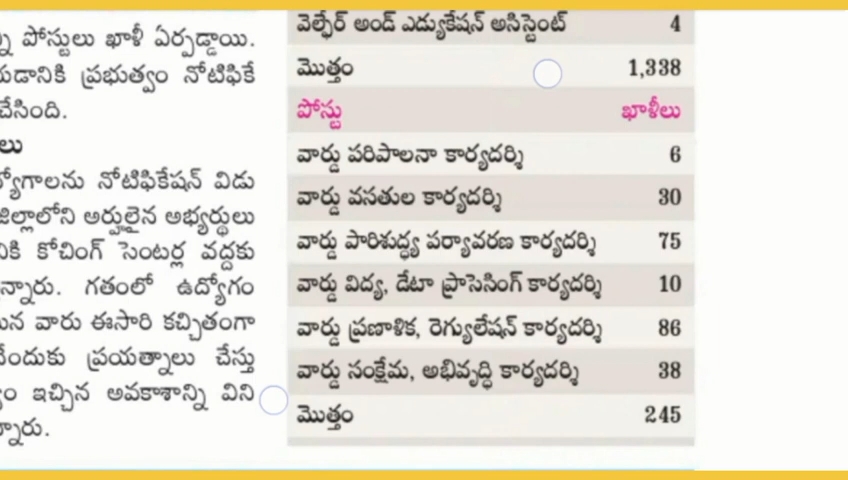 పోస్టులు ఖాళీ ఏర్పడ్డాయి.
ప్రభుత్వం నోటిఫికే
చేసింది.
నోటిఫికేషన్ విడు
అర్హులైన అభ్యర్థులు
కోచింగ్ సెంటర్ల వద్దకు
గతంలో ఉద్యోగం
వారు ఈసారి కచ్చితంగా
ప్రయత్నాలు చేస్తు
ఇచ్చిన అవకాశాన్ని విని
వెల్ఫేర్ అండ్ ఎడ్యుకేషన్ అసిస్టెంట్ 4
మొత్తం 1,338
పోస్టు ఖాళీలు
వార్డు పరిపాలనా కార్యదర్శి 6
వార్డు వసతుల కార్యదర్శి 30
వార్డు పారిశుద్ధ్య పర్యావరణ కార్యదర్శి 75
వార్డు విద్య, డేటా ప్రాసెసింగ్ కార్యదర్శి 10
వార్డు ప్రణాళిక, రెగ్యులేషన్ కార్యదర్శి 86
వార్డు సంక్షేమ, అభివృద్ధి కార్యదర్శి 38
మొత్తం 245